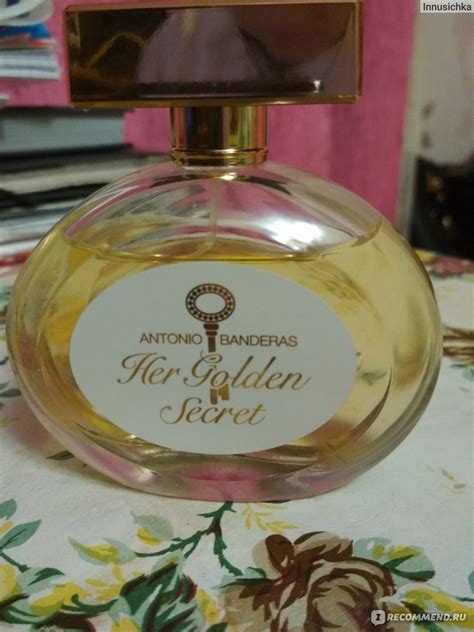 Innusichka
ANTONIO BANDERAS
Her Golden
Secret
I RECOMMEND.RU